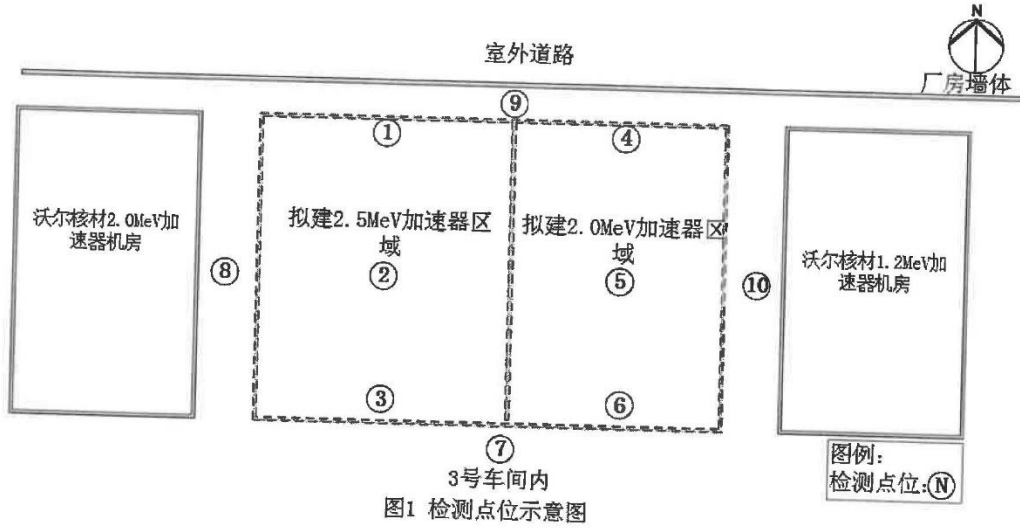 N
室外道路
厂房墙体
⑨
①
④
沃尔核材2.0MeV加
速器机房
拟建2.5MeV加速器区
域
拟建2.0MeV加速器区
域
沃尔核材1.2MeV加
速器机房
⑧
②
⑤
⑩
③
⑥
⑦
3号车间内
图例：
检测点位:Ⓝ
图1 检测点位示意图